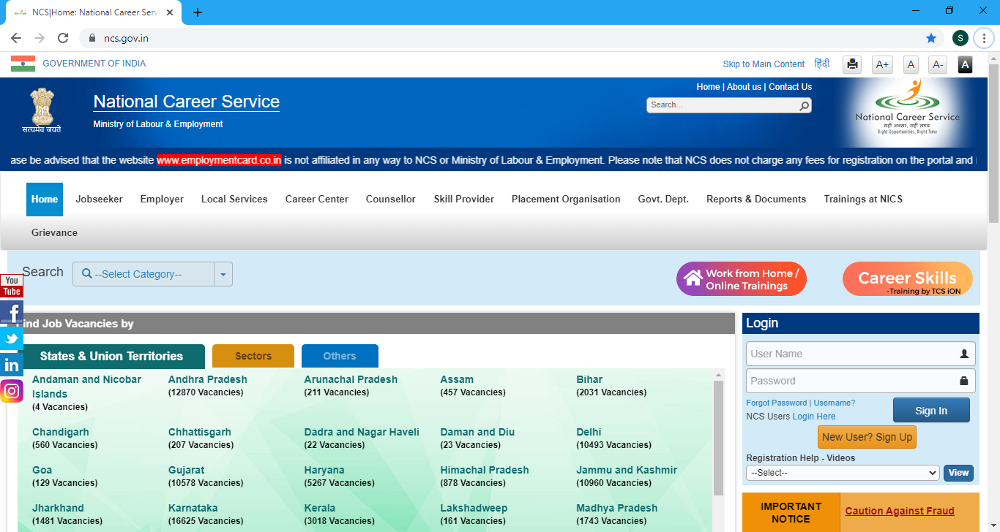 NCS|Home: National Career Serv
ncs.gov.in
S
GOVERNMENT OF INDIA
Skip to Main Content हिंदी A+ A A- A
Home | About us | Contact Us
National Career Service
Ministry of Labour & Employment
सत्यमेव जयते
Search...
National Career Service
सही अवसर, सही समय
Right Opportunities, Right Time
ase be advised that the website www.employmentcard.co.in is not affiliated in any way to NCS or Ministry of Labour & Employment. Please note that NCS does not charge any fees for registration on the portal and i
Home Jobseeker Employer Local Services Career Center Counsellor Skill Provider Placement Organisation Govt. Dept. Reports & Documents Trainings at NICS
Grievance
Search --Select Category--
Work from Home /
Online Trainings
Career Skills
-Training by TCS iON
You
Tube
f
in
ind Job Vacancies by
States & Union Territories Sectors Others
Andaman and Nicobar
Islands
(4 Vacancies)
Andhra Pradesh
(12870 Vacancies)
Arunachal Pradesh
(211 Vacancies)
Assam
(457 Vacancies)
Bihar
(2031 Vacancies)
Chandigarh
(560 Vacancies)
Chhattisgarh
(207 Vacancies)
Dadra and Nagar Haveli
(22 Vacancies)
Daman and Diu
(23 Vacancies)
Delhi
(10493 Vacancies)
Goa
(129 Vacancies)
Gujarat
(10578 Vacancies)
Haryana
(5267 Vacancies)
Himachal Pradesh
(878 Vacancies)
Jammu and Kashmir
(10960 Vacancies)
Jharkhand
(1481 Vacancies)
Karnataka
(16625 Vacancies)
Kerala
(3018 Vacancies)
Lakshadweep
(161 Vacancies)
Madhya Pradesh
(1743 Vacancies)
Login
User Name
Password
Forgot Password | Username?
NCS Users Login Here
Sign In
New User? Sign Up
Registration Help - Videos
--Select-- View
IMPORTANT
NOTICE
Caution Against Fraud